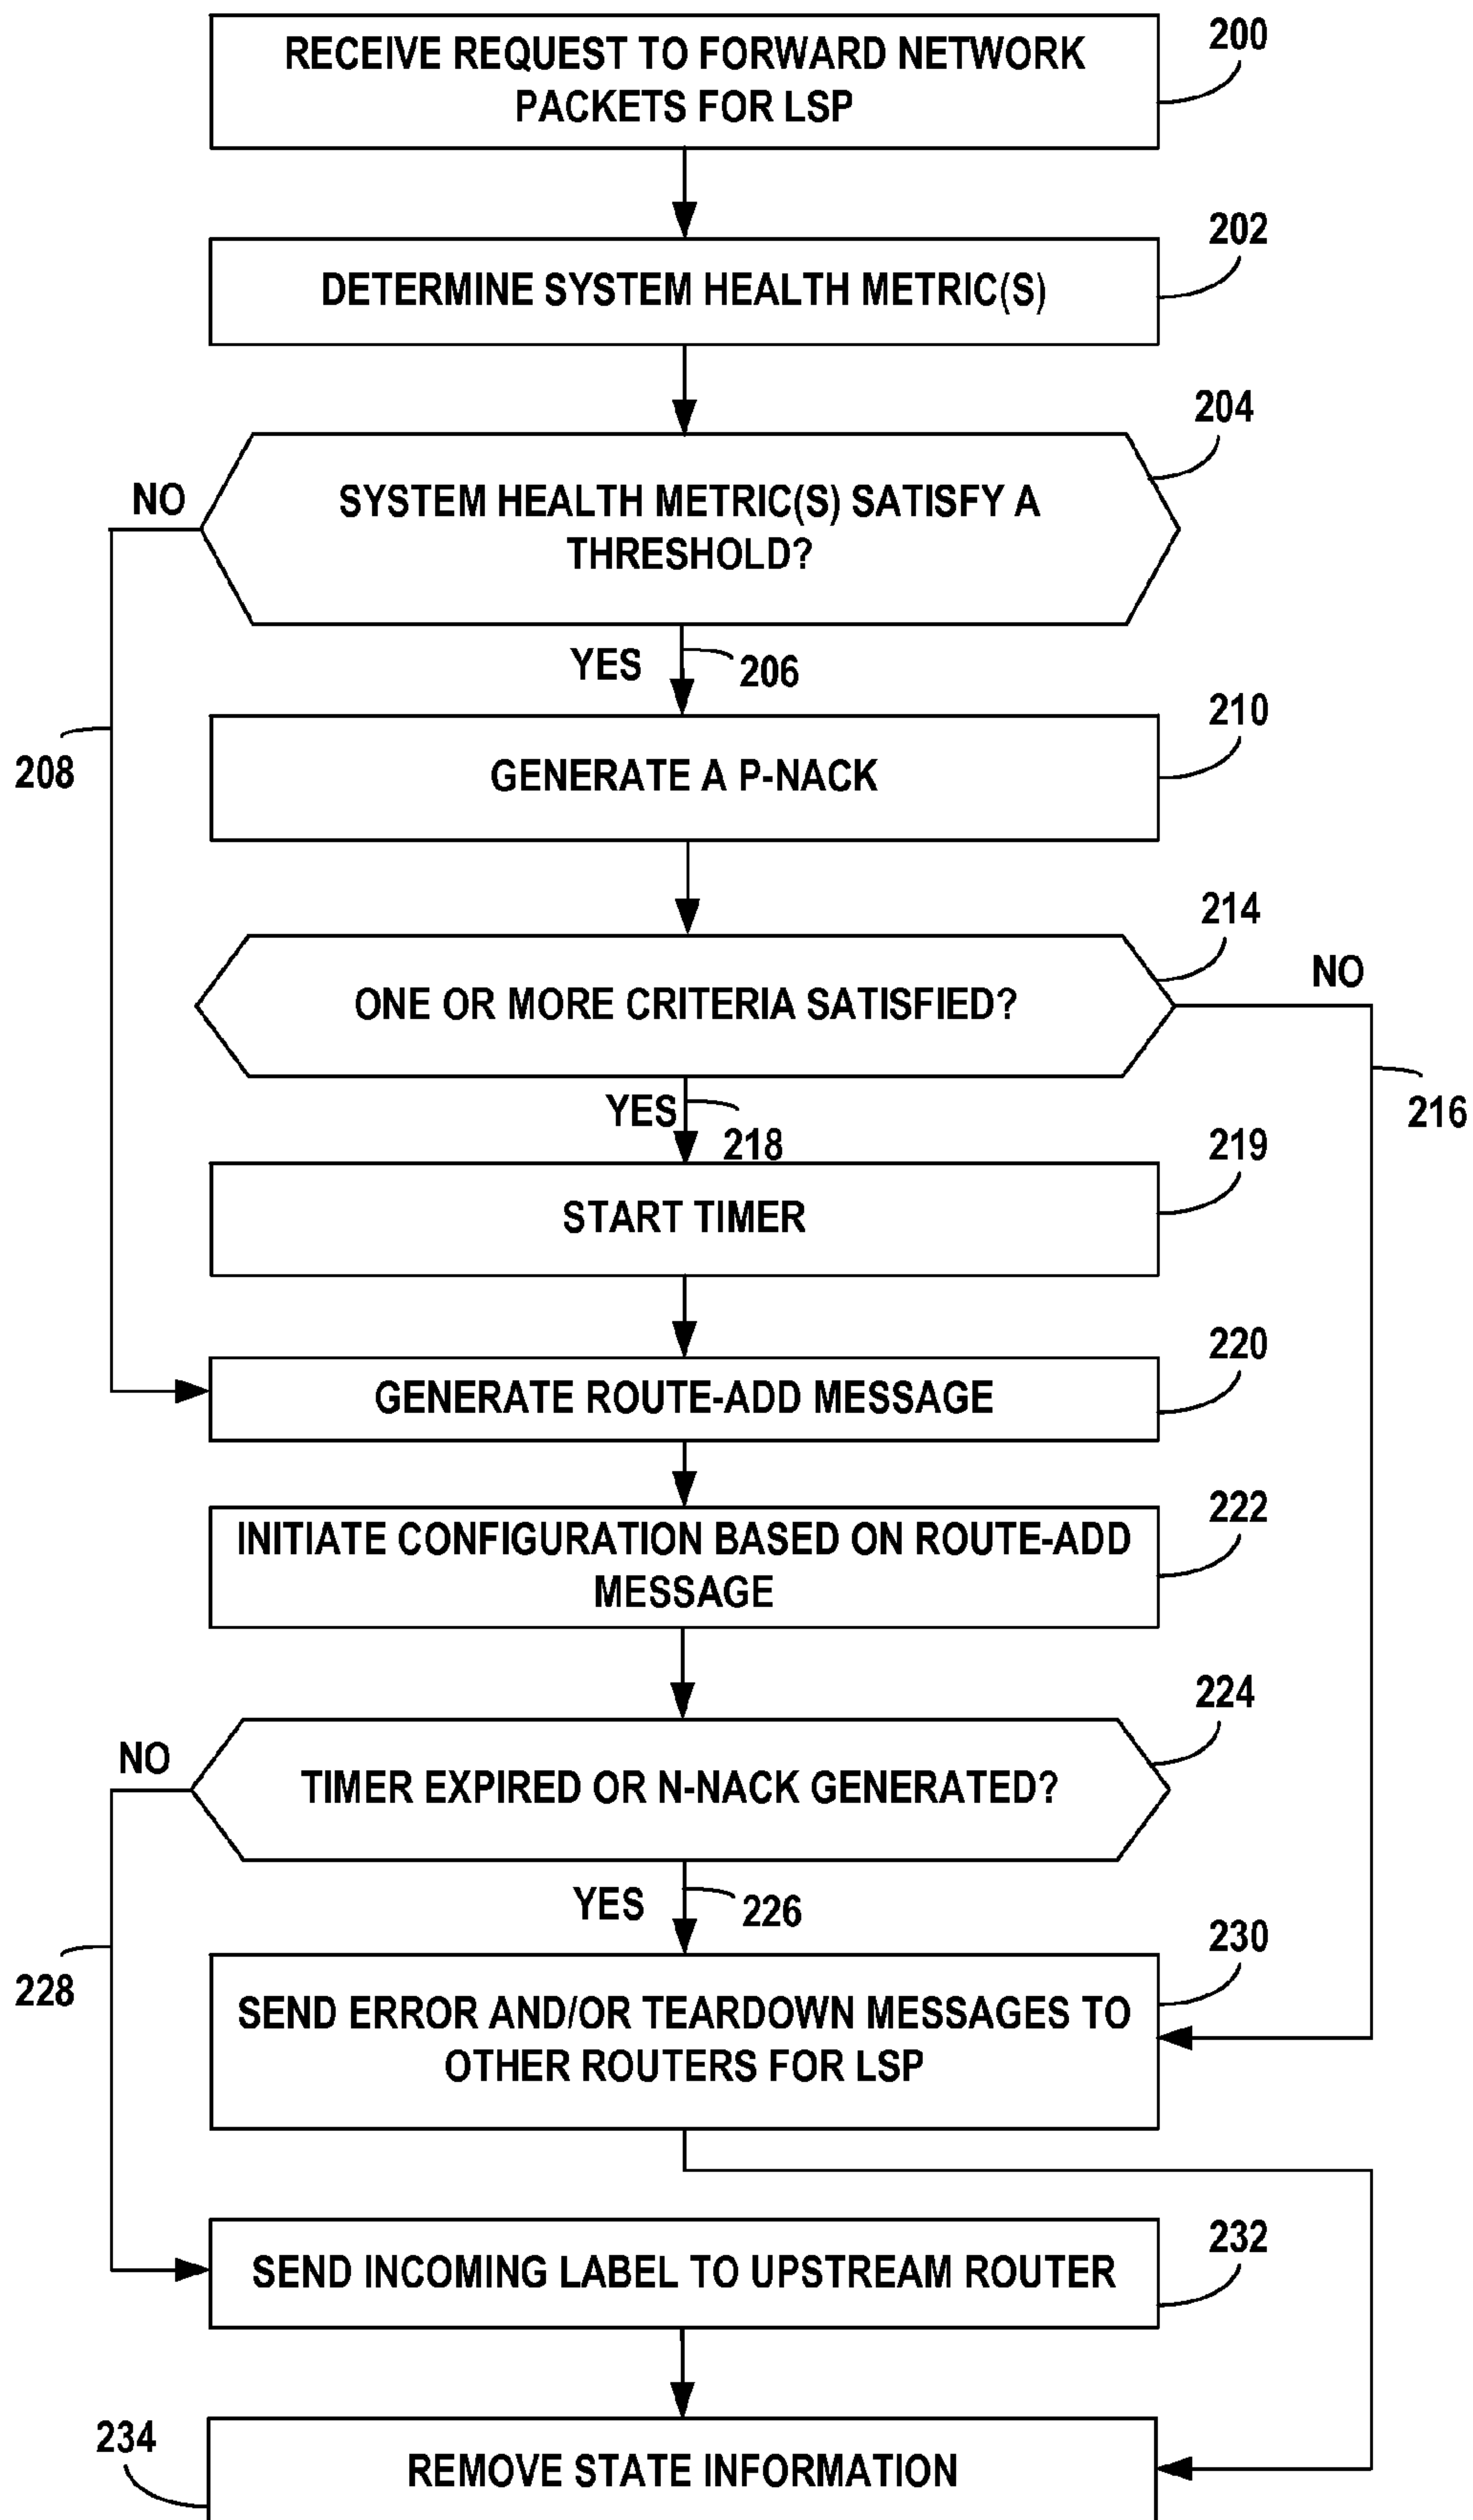 RECEIVE REQUEST TO FORWARD NETWORK
PACKETS FOR LSP
200
DETERMINE SYSTEM HEALTH METRIC(S)
202
204
NO
SYSTEM HEALTH METRIC(S) SATISFY A
THRESHOLD?
YES
206
208
210
GENERATE A P-NACK
214
NO
ONE OR MORE CRITERIA SATISFIED?
216
YES
218
219
START TIMER
220
GENERATE ROUTE-ADD MESSAGE
222
INITIATE CONFIGURATION BASED ON ROUTE-ADD
MESSAGE
224
NO
TIMER EXPIRED OR N-NACK GENERATED?
YES
226
228
230
SEND ERROR AND/OR TEARDOWN MESSAGES TO
OTHER ROUTERS FOR LSP
232
SEND INCOMING LABEL TO UPSTREAM ROUTER
234
REMOVE STATE INFORMATION